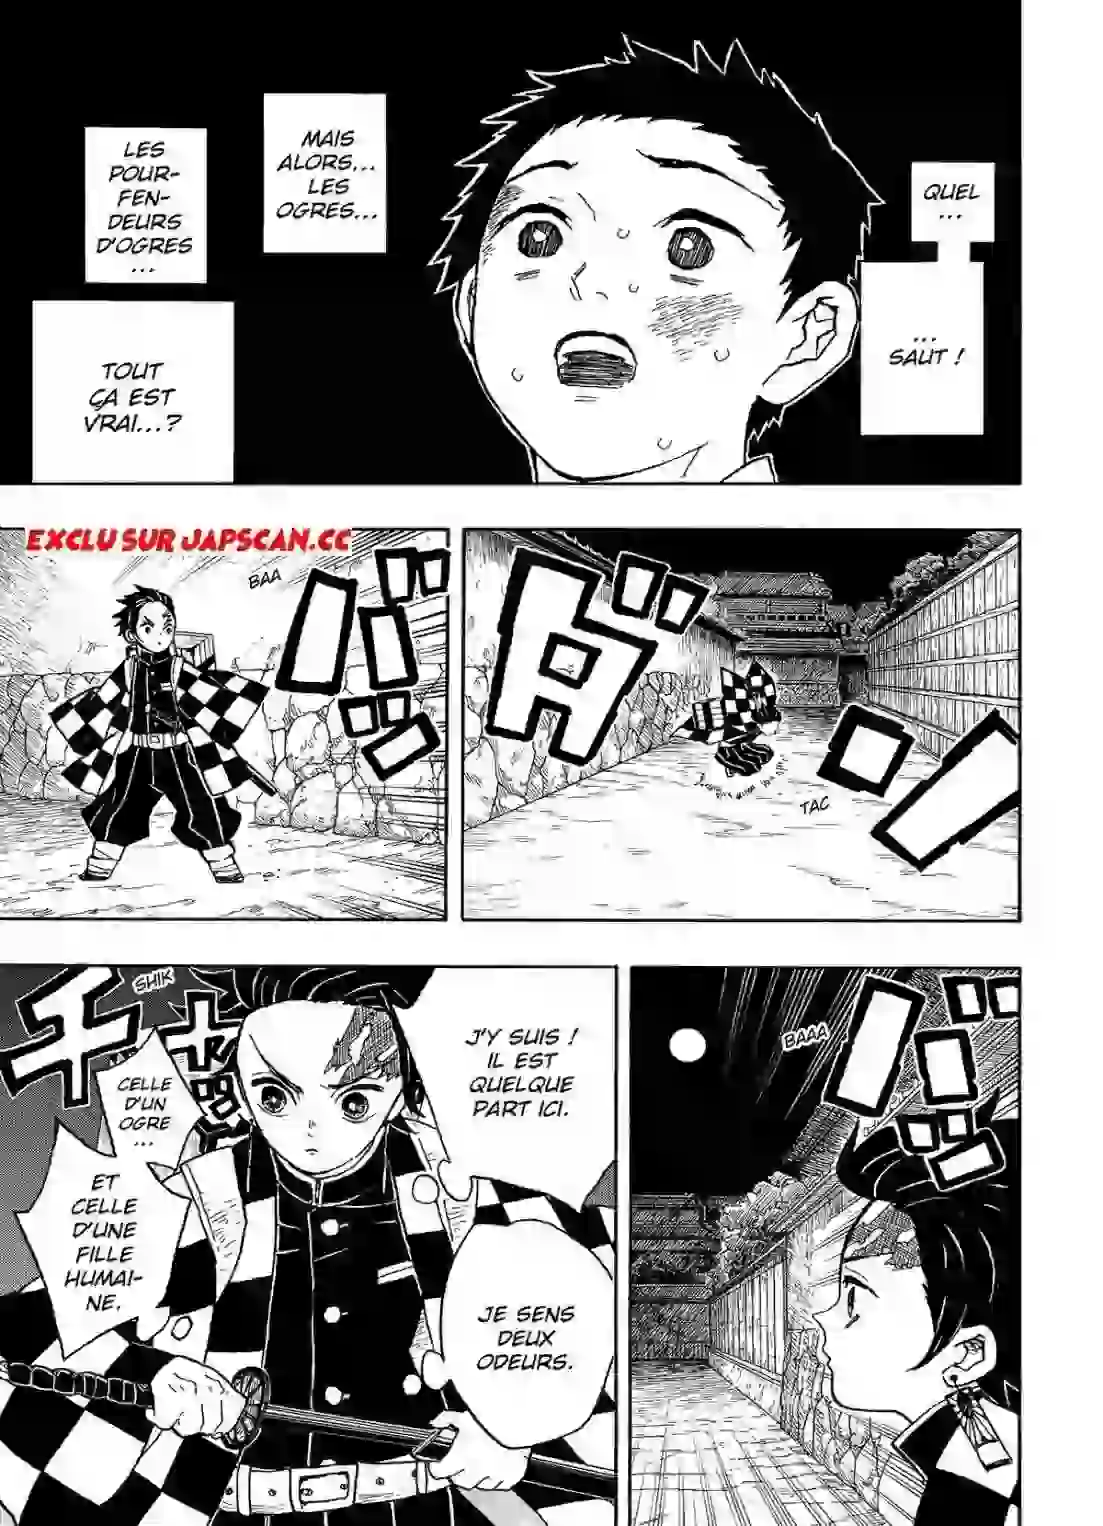 QUEL
...
...
SAUT !
MAIS
ALORS...
LES
OGRES...
LES
POUR-
FEN-
DEURS
D'OGRES
...
TOUT
ÇA EST
VRAI...?
TAC
EXCLU SUR JAPSCAN.CC
BAA
BAAA
J'Y SUIS !
IL EST
QUELQUE
PART ICI.
JE SENS
DEUX
ODEURS.
SHIK
CELLE
D'UN
OGRE
...
ET
CELLE
D'UNE
FILLE
HUMAI-
NE.